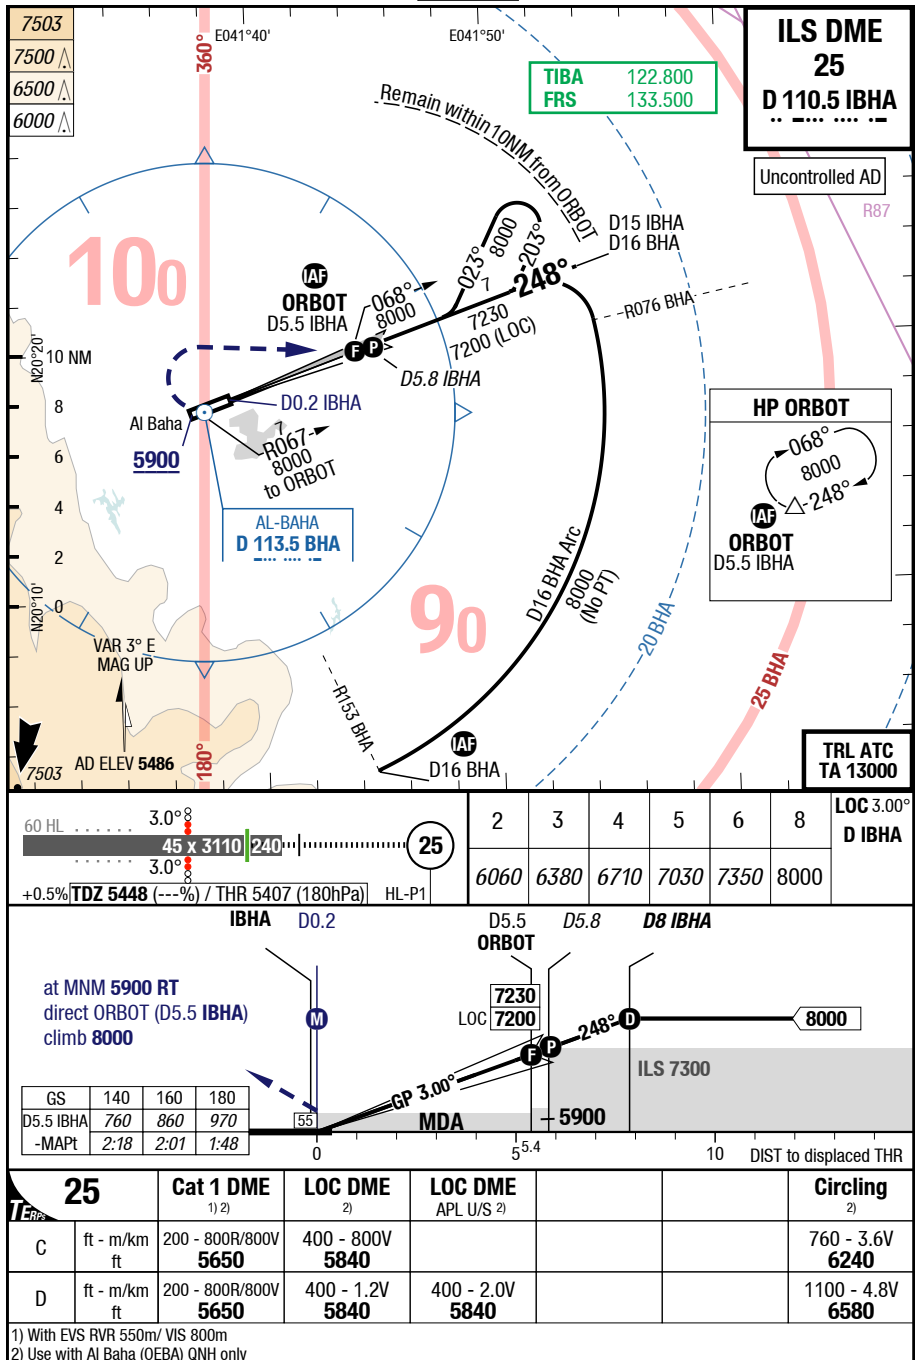 7503
7500
6500
6000
360°
E041°40'
E041°50'
TIBA 122.800
FRS 133.500
ILS DME
25
D 110.5 IBHA
Uncontrolled AD
R87
Remain within 10NM from ORBOT
100
IAF
ORBOT
D5.5 IBHA
068°
8000
023°
8000
203°
7
248°
D15 IBHA
D16 BHA
7230
7200 (LOC)
R076 BHA
F
P
D5.8 IBHA
N20°20'
10 NM
8
6
4
2
0
N20°10'
Al Baha
5900
D0.2 IBHA
7
R067
8000
to ORBOT
AL-BAHA
D 113.5 BHA
HP ORBOT
068°
8000
248°
IAF
ORBOT
D5.5 IBHA
90
D16 BHA Arc
8000
(No PT)
20 BHA
25 BHA
R153 BHA
IAF
D16 BHA
VAR 3° E
MAG UP
AD ELEV 5486
7503
180°
TRL ATC
TA 13000
60 HL
3.0°
45 x 3110 240
3.0°
25
+0.5% TDZ 5448 (---%) / THR 5407 (180hPa) HL-P1
2 3 4 5 6 8 LOC 3.00°
D IBHA
6060 6380 6710 7030 7350 8000
IBHA D0.2 D5.5 D5.8 D8 IBHA
ORBOT
at MNM 5900 RT
direct ORBOT (D5.5 IBHA)
climb 8000
M
7230
LOC 7200
248°
D
8000
F
P
GP 3.00°
ILS 7300
55
MDA
5900
GS 140 160 180
D5.5 IBHA 760 860 970
-MAPt 2:18 2:01 1:48
0 5 5.4 10 DIST to displaced THR
TERPS
25 Cat 1 DME LOC DME LOC DME Circling
1) 2) 2) APL U/S 2) 2)
C ft - m/km 200 - 800R/800V 400 - 800V 760 - 3.6V
ft 5650 5840 6240
D ft - m/km 200 - 800R/800V 400 - 1.2V 400 - 2.0V 1100 - 4.8V
ft 5650 5840 5840 6580
1) With EVS RVR 550m/ VIS 800m
2) Use with Al Baha (OEBA) QNH only